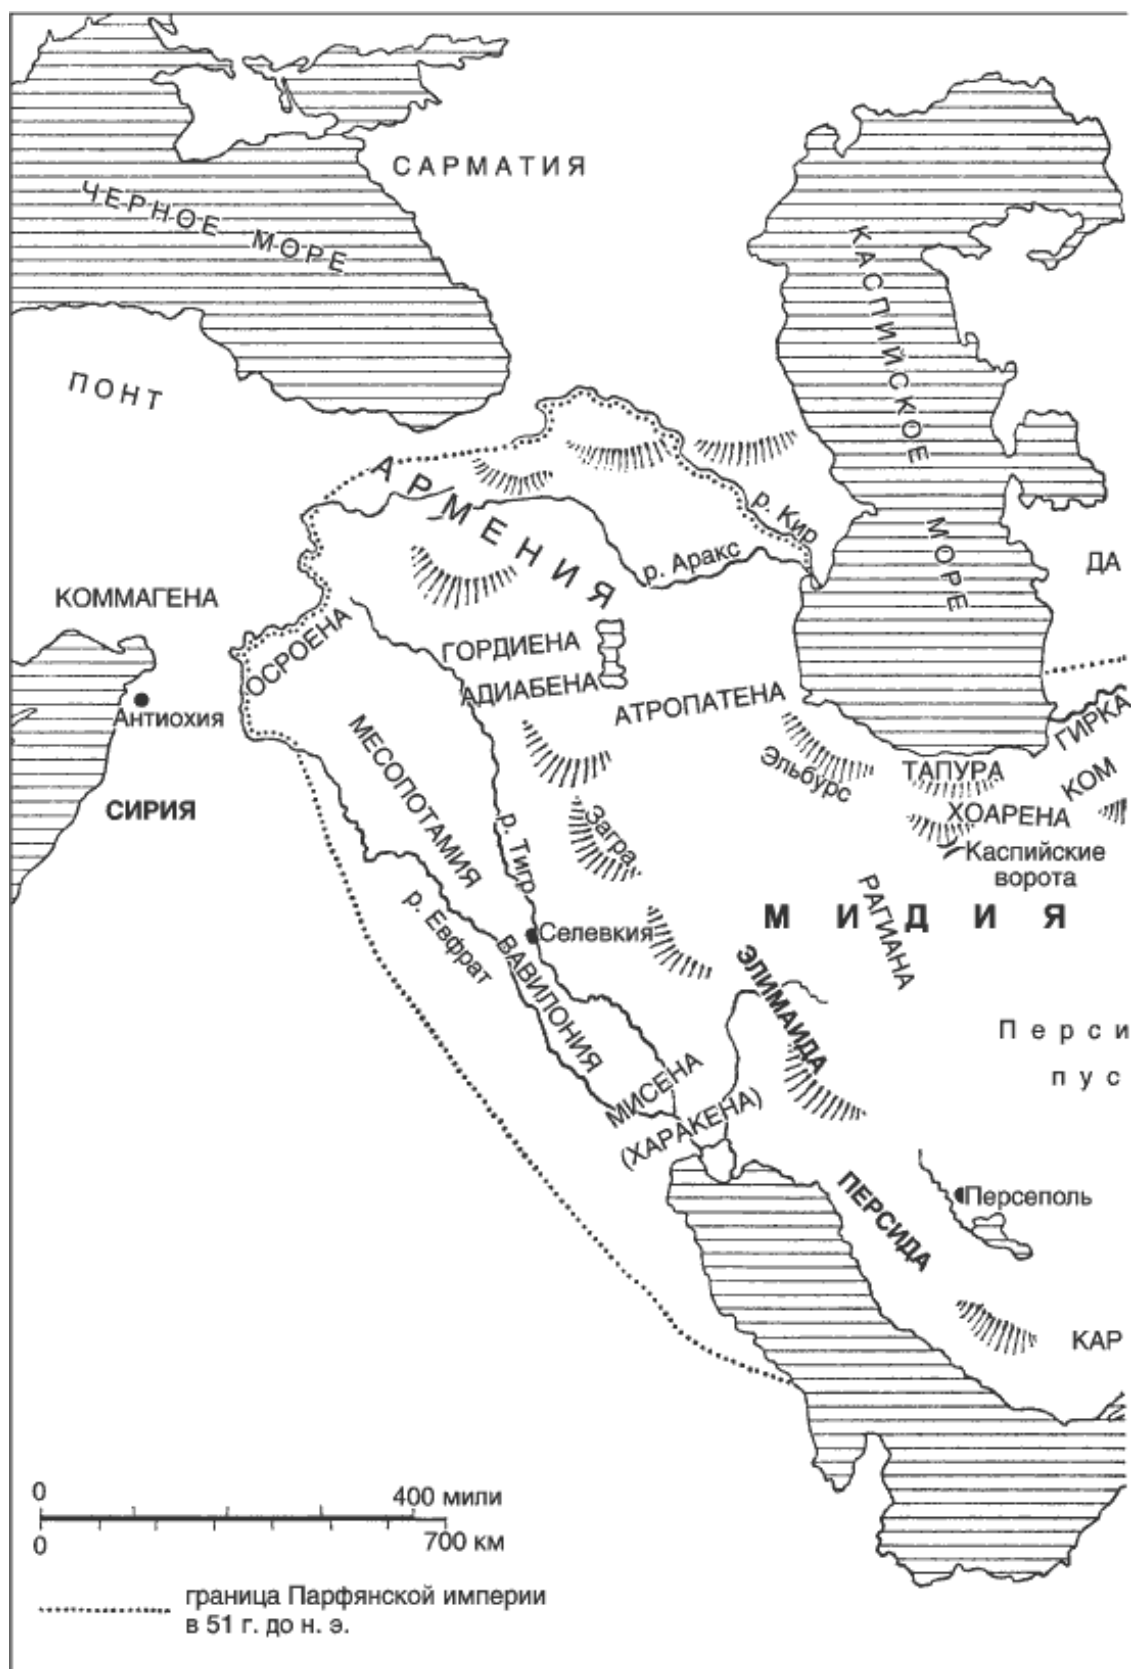 САРМАТИЯ
ЧЕРНОЕ МОРЕ
КАСПИЙСКОЕ
МОРЕ
ПОНТ
АРМЕНИЯ
р. Кир
р. Аракс
ДА
КОММАГЕНА
ОСРОЕНА
ГОРДИЕНА
АДИАБЕНА
АТРОПАТЕНА
Антиохия
ГИРКА
МЕСОПОТАМИЯ
Эльбурс
ТАПУРА
КОМ
СИРИЯ
р. Тигр
Загра
ХОАРЕНА
Каспийские
ворота
р. Евфрат
РАГИАНА
МИДИЯ
Селевкия
ВАВИЛОНИЯ
ЭЛИМАИДА
Перси
пус
МИСЕНА
(ХАРАКЕНА)
ПЕРСИДА
Персеполь
КАР
0 400 мили
0 700 км
граница Парфянской империи
в 51 г. до н. э.